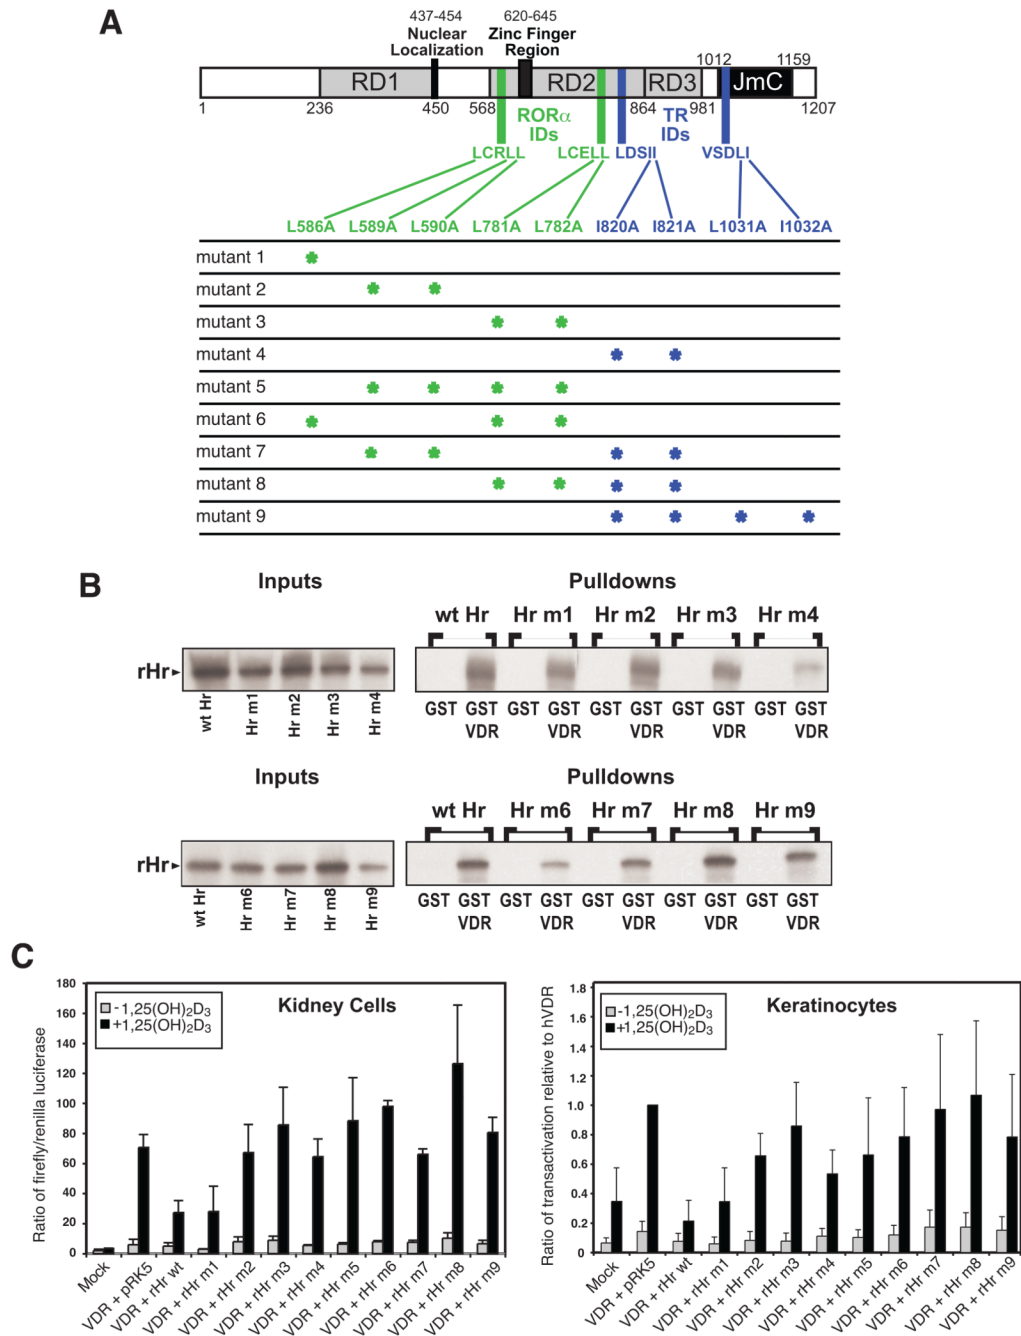 A
437-454 620-645
Nuclear Zinc Finger
Localization Region
1012 1159
RD1 RD2 RD3 JmC
1 236 450 568 864 981 1207
RORα TR
IDs IDs
LCRLL LCELL LDSII VSDLI
L586A L589A L590A L781A L782A I820A I821A L1031A I1032A
mutant 1 *
mutant 2 * *
mutant 3 * *
mutant 4 * *
mutant 5 * * * *
mutant 6 * * *
mutant 7 * * * *
mutant 8 * * * *
mutant 9 * * * *
B
Inputs Pulldowns
wt Hr Hr m1 Hr m2 Hr m3 Hr m4
rHr
wt Hr Hr m1 Hr m2 Hr m3 Hr m4
GST GST GST GST GST GST GST GST GST GST
VDR VDR VDR VDR VDR
Inputs Pulldowns
wt Hr Hr m6 Hr m7 Hr m8 Hr m9
rHr
wt Hr Hr m6 Hr m7 Hr m8 Hr m9
GST GST GST GST GST GST GST GST GST GST
VDR VDR VDR VDR VDR
C
Kidney Cells
-1,25(OH)2D3
+1,25(OH)2D3
Ratio of firefly/renilla luciferase
180
160
140
120
100
80
60
40
20
0
Mock
VDR + pRK5
VDR + rHr wt
VDR + rHr m1
VDR + rHr m2
VDR + rHr m3
VDR + rHr m4
VDR + rHr m5
VDR + rHr m6
VDR + rHr m7
VDR + rHr m8
VDR + rHr m9
Keratinocytes
-1,25(OH)2D3
+1,25(OH)2D3
Ratio of transactivation relative to hVDR
1.8
1.6
1.4
1.2
1.0
0.8
0.6
0.4
0.2
0
Mock
VDR + pRK5
VDR + rHr wt
VDR + rHr m1
VDR + rHr m2
VDR + rHr m3
VDR + rHr m4
VDR + rHr m5
VDR + rHr m6
VDR + rHr m7
VDR + rHr m8
VDR + rHr m9